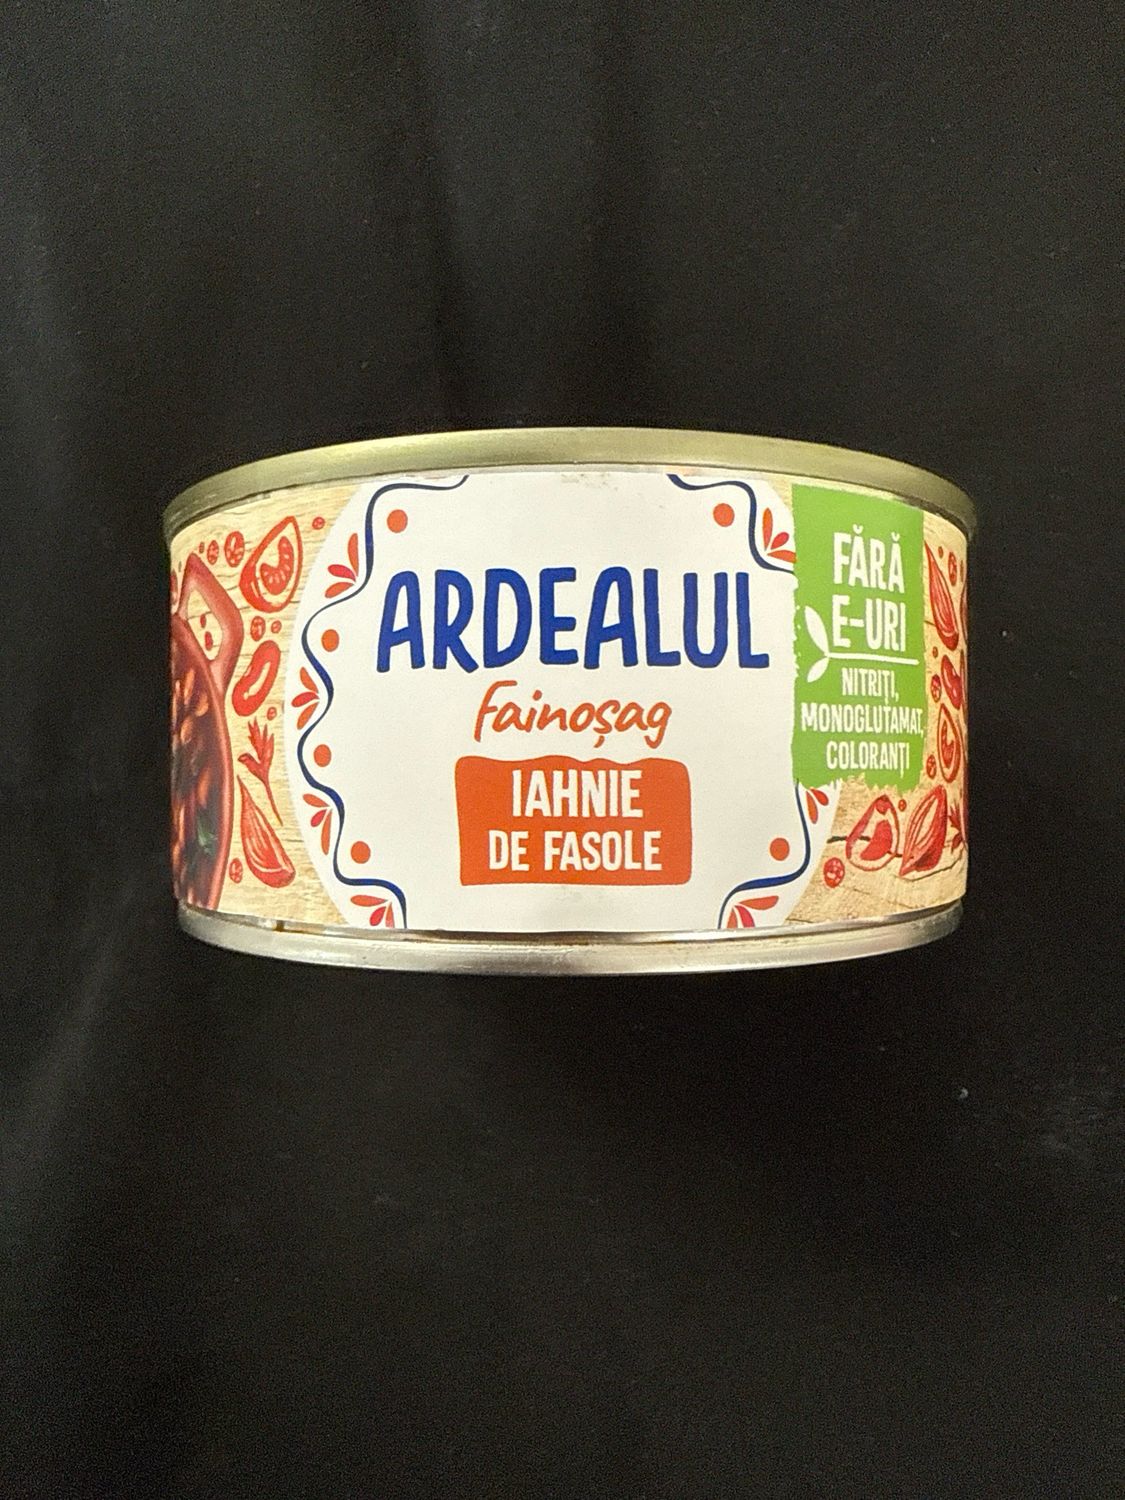 ARDEALUL
fainoșag
IAHNIE
DE FASOLE
FĂRĂ
E-URI
NITRIȚI,
MONOGLUTAMAT,
COLORANȚI